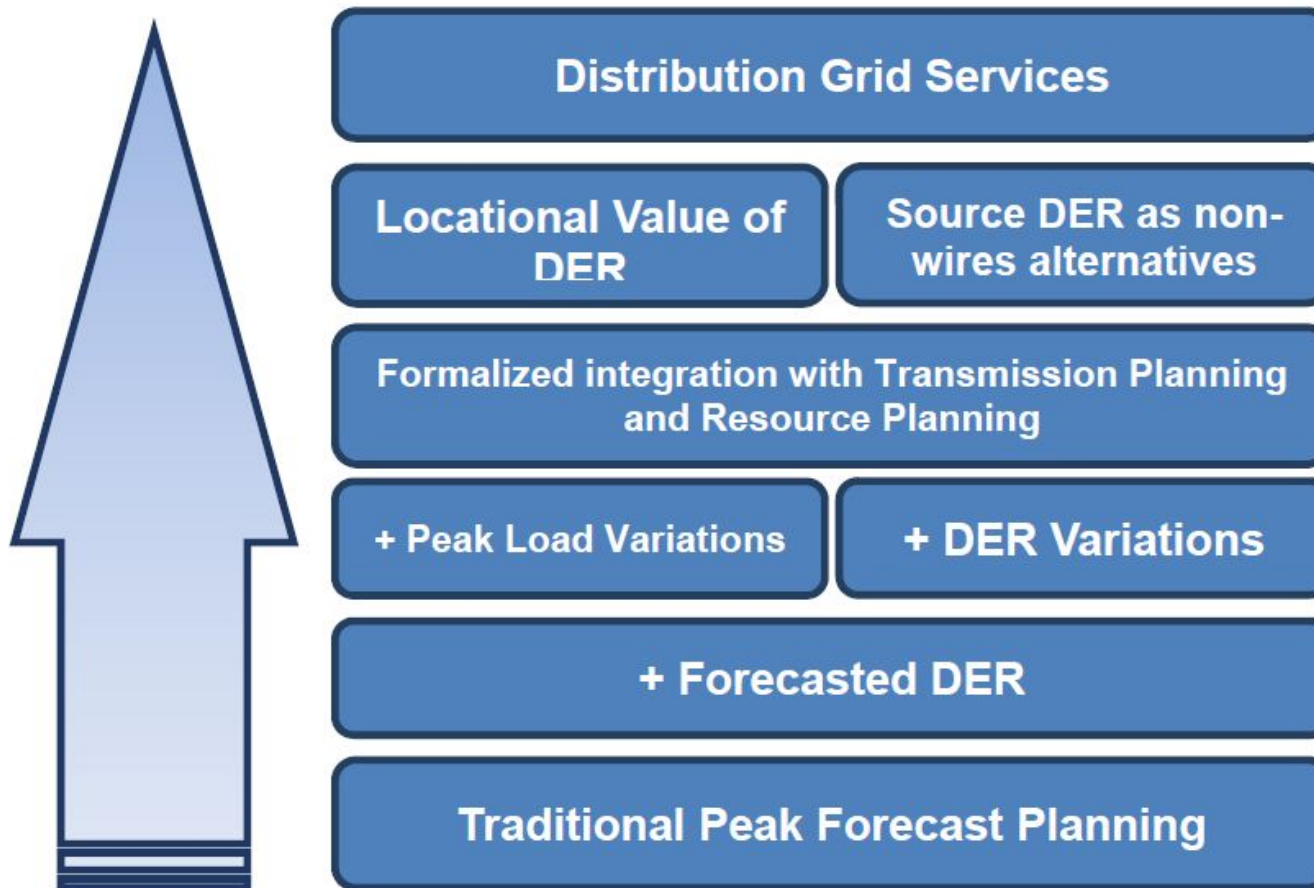 Distribution Grid Services
Locational Value of
DER
Source DER as non-
wires alternatives
Formalized integration with Transmission Planning
and Resource Planning
+ Peak Load Variations
+ DER Variations
+ Forecasted DER
Traditional Peak Forecast Planning